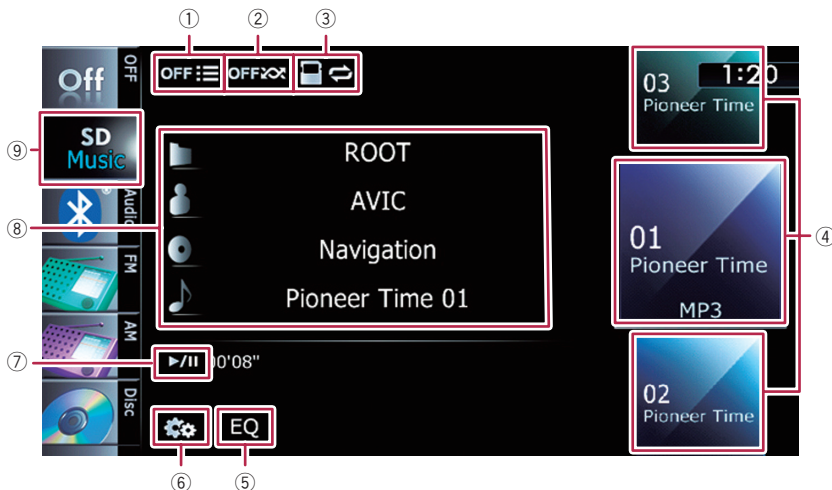 ① ② ③
Off OFF
OFF OFF
03 1:20
Pioneer Time
⑨ SD
Music
Audio
⑧ ROOT
AVIC
Navigation
Pioneer Time 01
④
01
Pioneer Time
MP3
FM
AM
⑦ ►/II 00'08"
Disc
02
Pioneer Time
EQ
⑥ ⑤